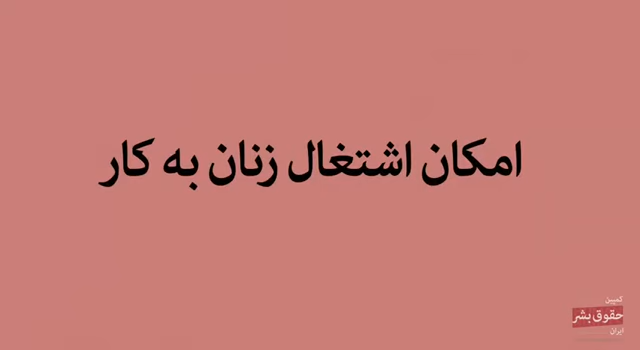 امکان اشتغال زنان به کار
کمپین
حقوق بشر
ایران